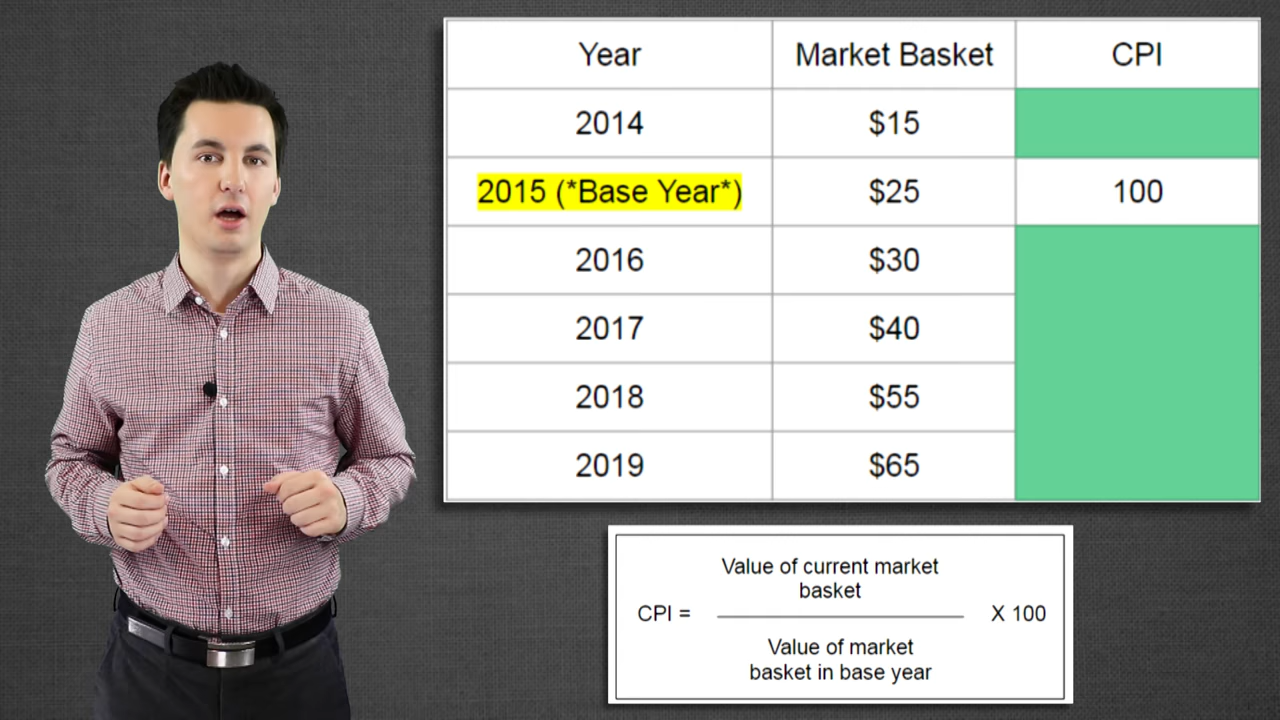 Year Market Basket CPI
2014 $15
2015 (*Base Year*) $25 100
2016 $30
2017 $40
2018 $55
2019 $65
Value of current market
basket
CPI = X 100
Value of market
basket in base year